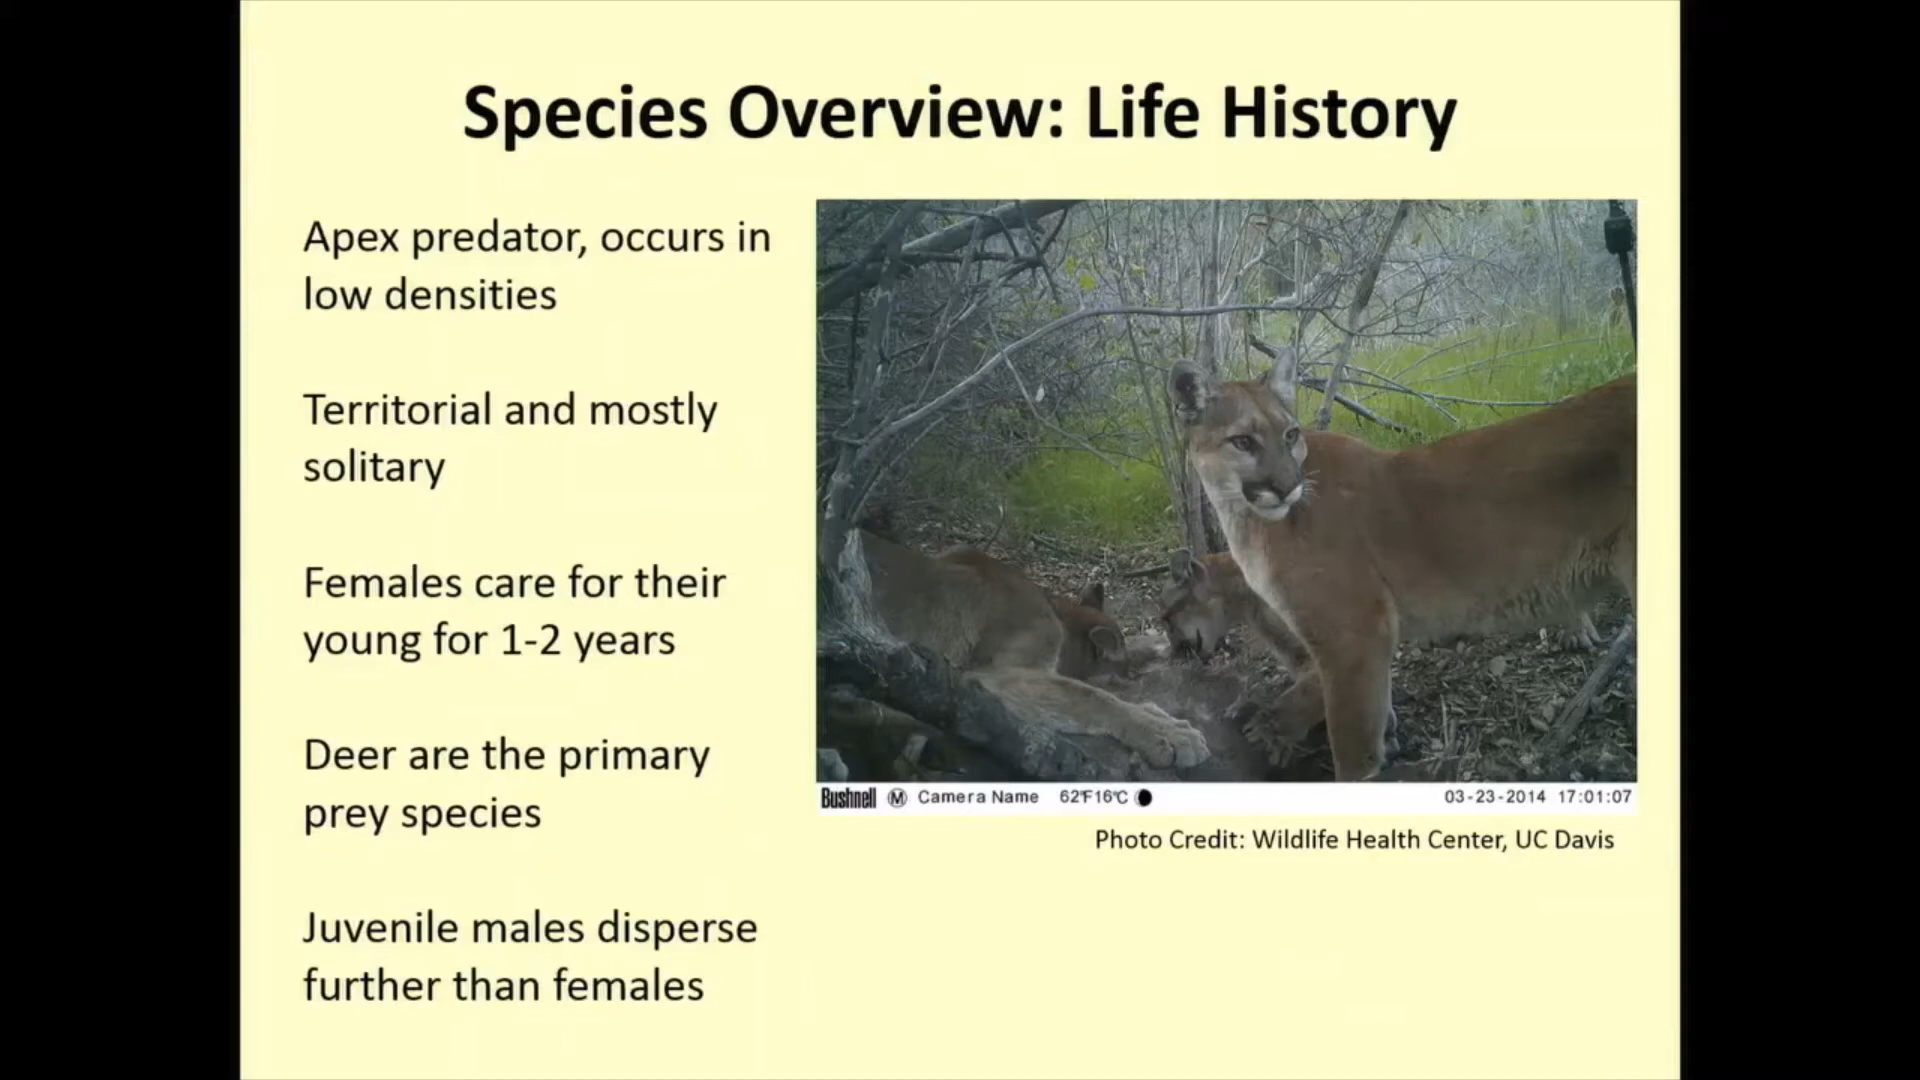 Species Overview: Life History
Apex predator, occurs in
low densities
Territorial and mostly
solitary
Females care for their
young for 1-2 years
Deer are the primary
prey species
Juvenile males disperse
further than females
Bushnell M Camera Name 62°F16°C 03-23-2014 17:01:07
Photo Credit: Wildlife Health Center, UC Davis